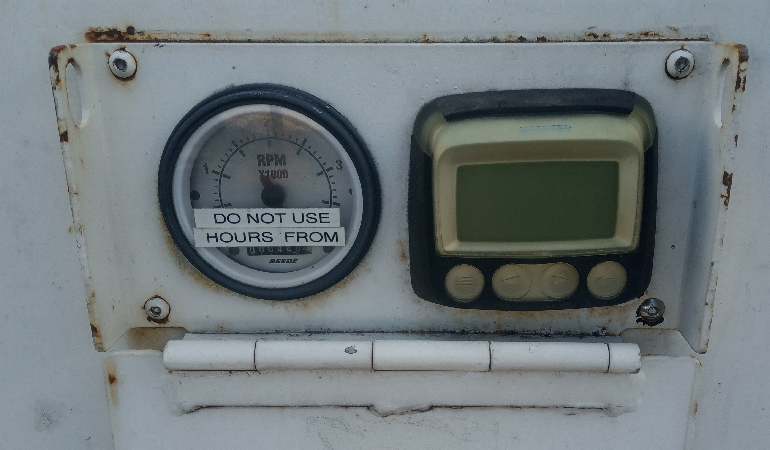 1
2
3
RPM
X1000
DO NOT USE
HOURS FROM